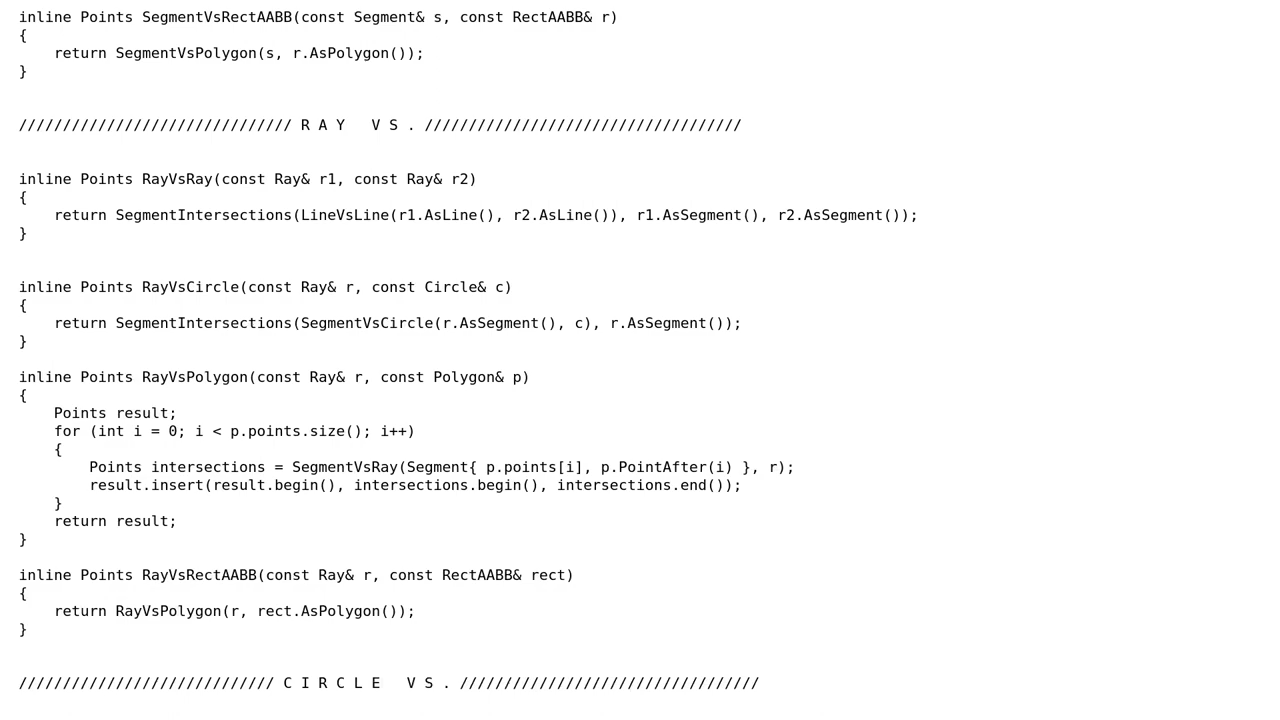 inline Points SegmentVsRectAABB(const Segment& s, const RectAABB& r)
{
    return SegmentVsPolygon(s, r.AsPolygon());
}
/////////////////////////////// R A Y   V S . ////////////////////////////////////
inline Points RayVsRay(const Ray& r1, const Ray& r2)
{
    return SegmentIntersections(LineVsLine(r1.AsLine(), r2.AsLine()), r1.AsSegment(), r2.AsSegment());
}
inline Points RayVsCircle(const Ray& r, const Circle& c)
{
    return SegmentIntersections(SegmentVsCircle(r.AsSegment(), c), r.AsSegment());
}
inline Points RayVsPolygon(const Ray& r, const Polygon& p)
{
    Points result;
    for (int i = 0; i < p.points.size(); i++)
    {
        Points intersections = SegmentVsRay(Segment{ p.points[i], p.PointAfter(i) }, r);
        result.insert(result.begin(), intersections.begin(), intersections.end());
    }
    return result;
}
inline Points RayVsRectAABB(const Ray& r, const RectAABB& rect)
{
    return RayVsPolygon(r, rect.AsPolygon());
}
///////////////////////////// C I R C L E   V S . //////////////////////////////////